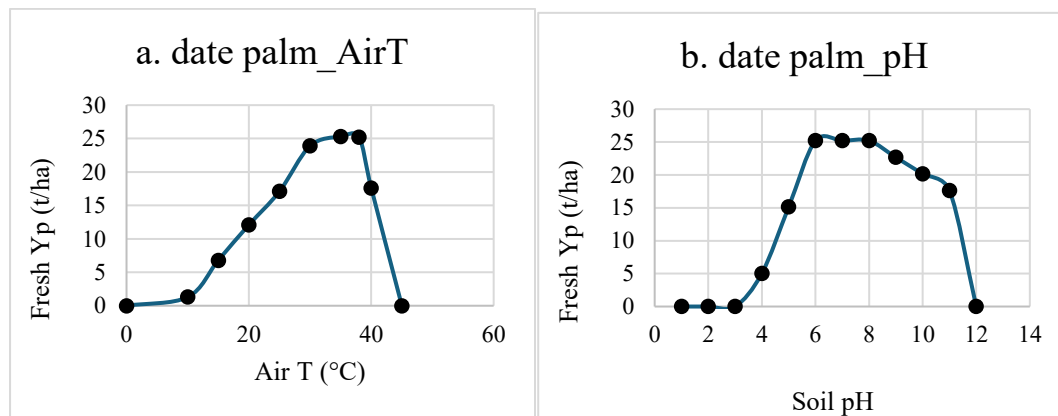 a. date palm_AirT
30
25
20
15
10
5
0
Fresh Yp (t/ha)
0 20 40 60
Air T (°C)
b. date palm_pH
30
25
20
15
10
5
0
Fresh Yp (t/ha)
0 2 4 6 8 10 12 14
Soil pH